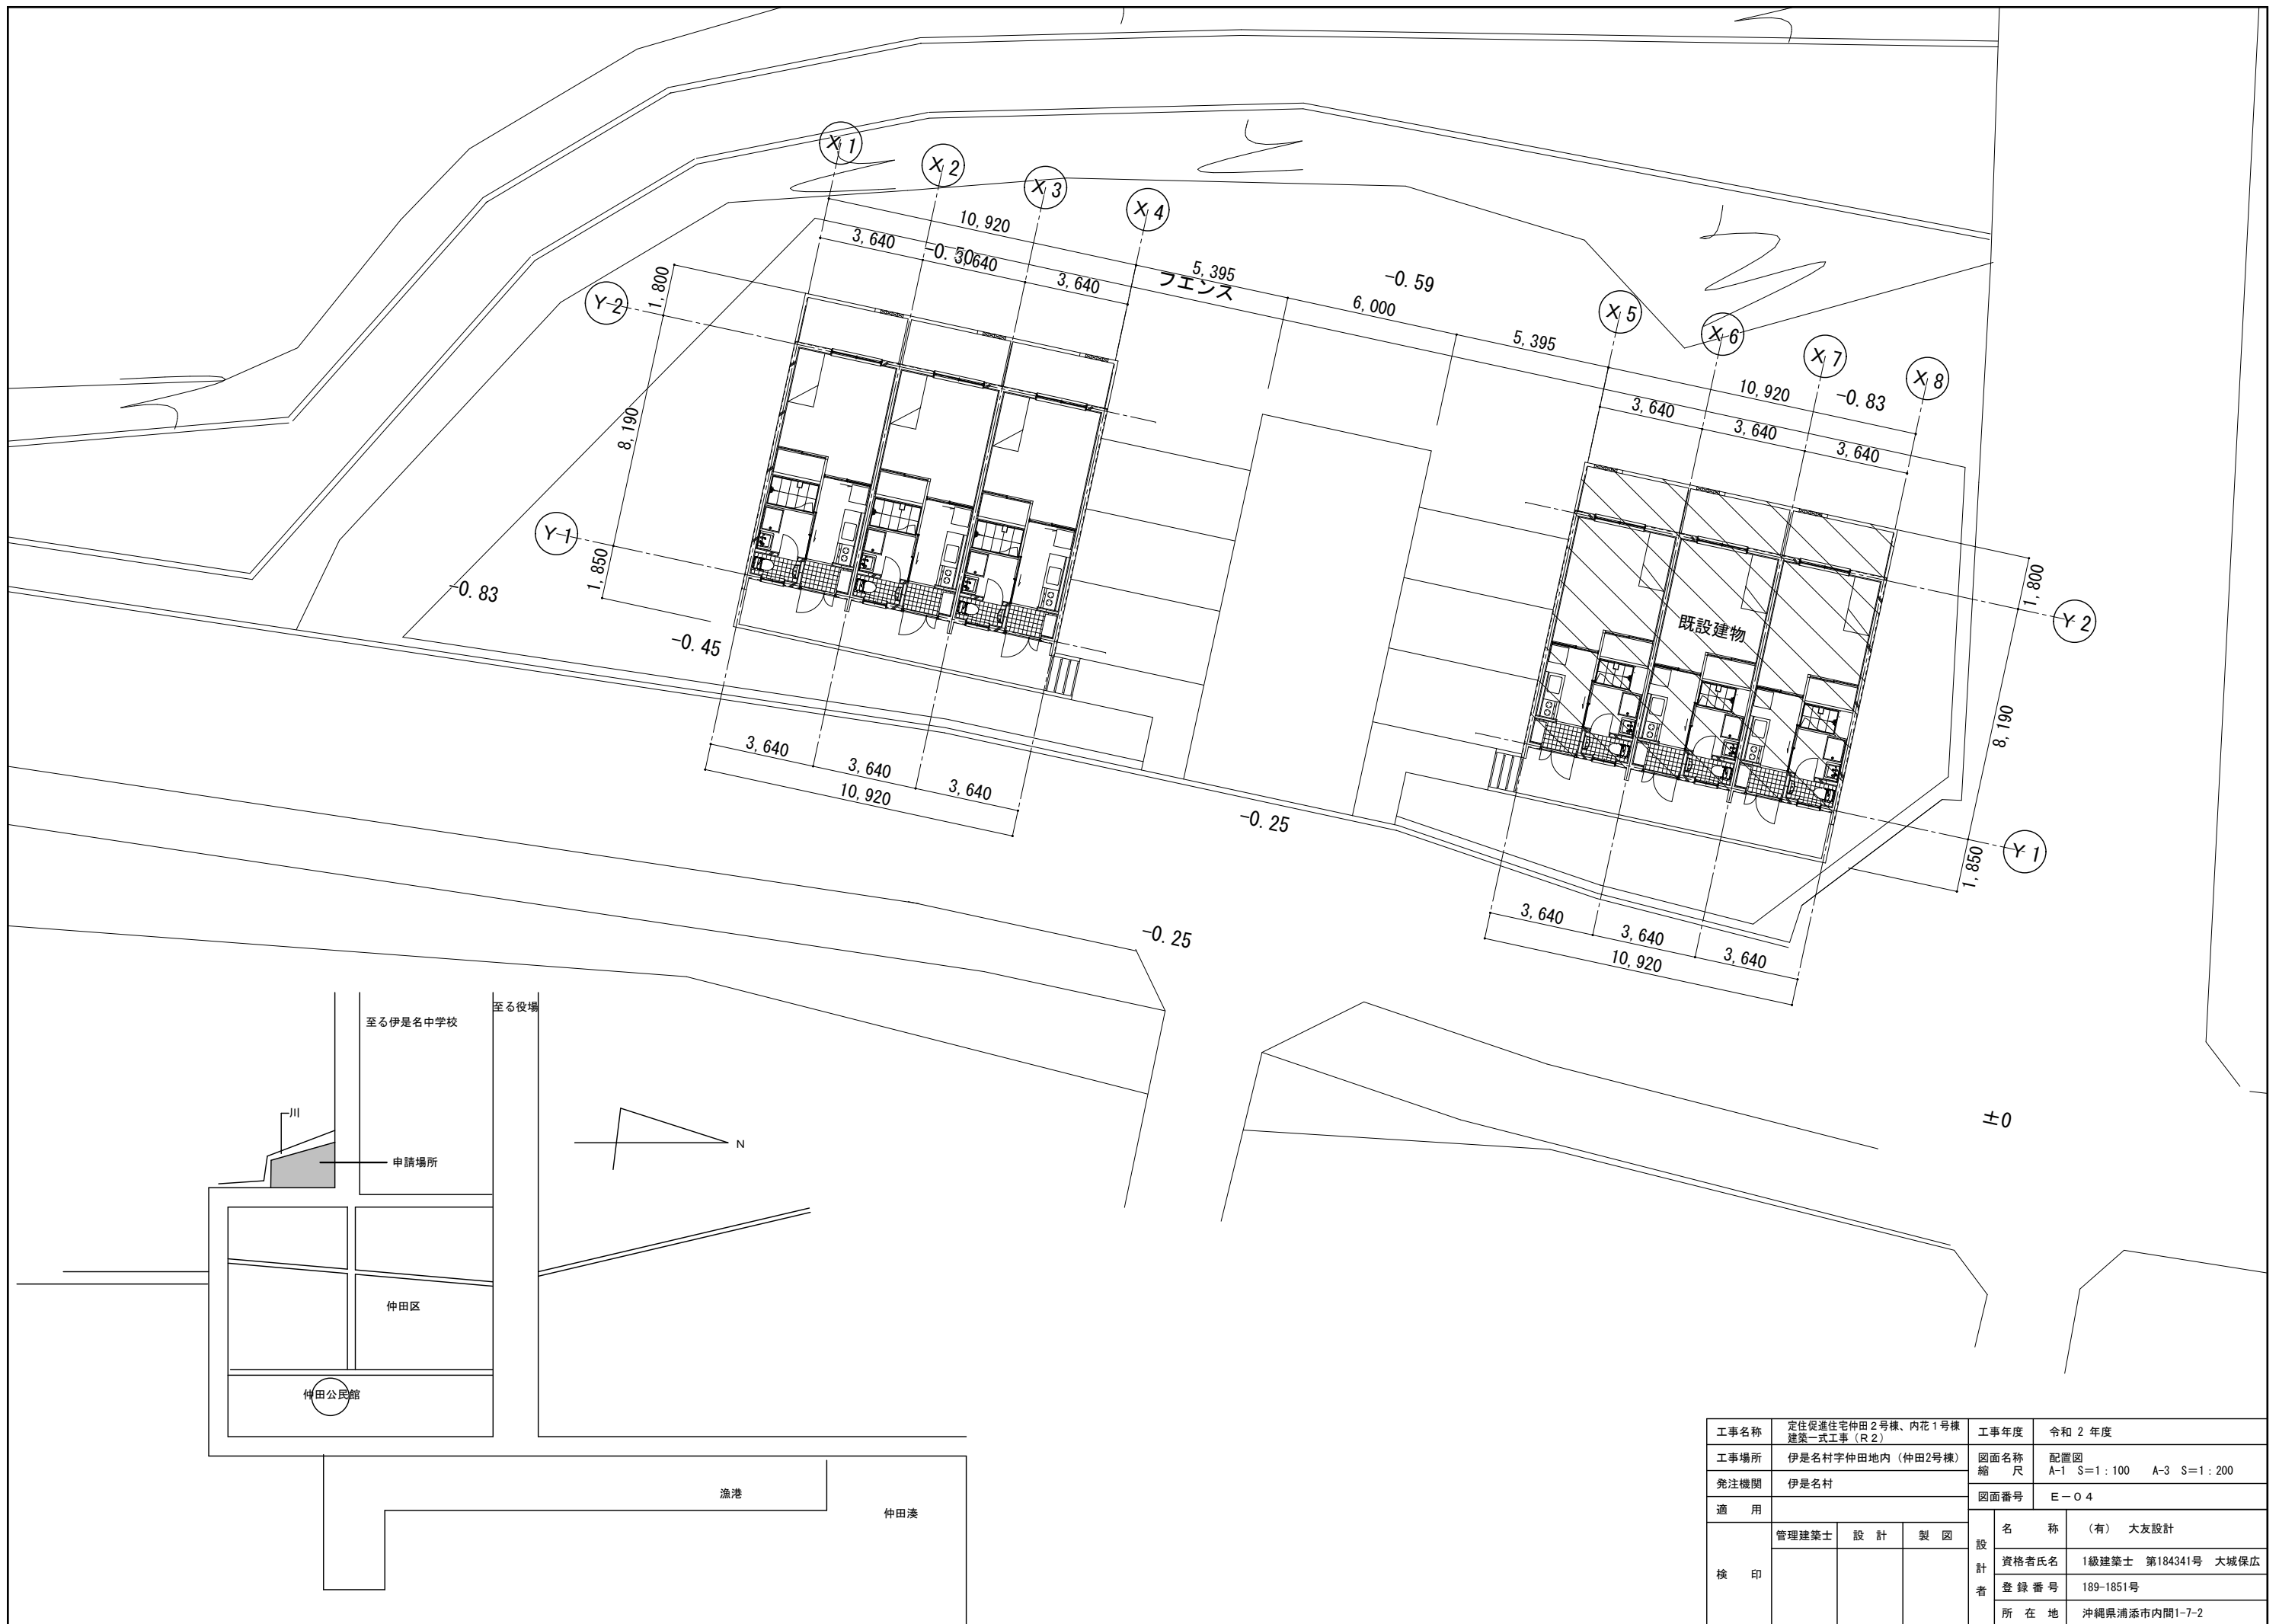 X 1
X 2
X 3
X 4
10, 920
3, 640
-0. 50
3, 640
3, 640
5, 395
フエンス
-0. 59
6, 000
5, 395
X 5
X 6
X 7
X 8
10, 920
-0. 83
3, 640
3, 640
3, 640
1, 800
Y 2
8, 190
Y 1
1, 850
-0. 83
-0. 45
既設建物
1, 800
Y 2
8, 190
Y 1
1, 850
3, 640
3, 640
3, 640
10, 920
-0. 25
-0. 25
3, 640
3, 640
3, 640
10, 920
±0
至る伊是名中学校
至る役場
川
申請場所
N
仲田区
仲田公民館
漁港
仲田湊
工事名称 定住促進住宅仲田２号棟、内花１号棟
建築一式工事（Ｒ２）
工事年度 令和 2 年度
工事場所 伊是名村字仲田地内（仲田2号棟）
図面名称 配置図
縮 尺 A-1 S＝1：100 A-3 S＝1：200
発注機関 伊是名村
図面番号 Ｅ－０４
適 用
検 印
管理建築士 設 計 製 図
設計者
名 称 （有） 大友設計
資格者氏名 1級建築士 第184341号 大城保広
登 録 番 号 189-1851号
所 在 地 沖縄県浦添市内間1-7-2